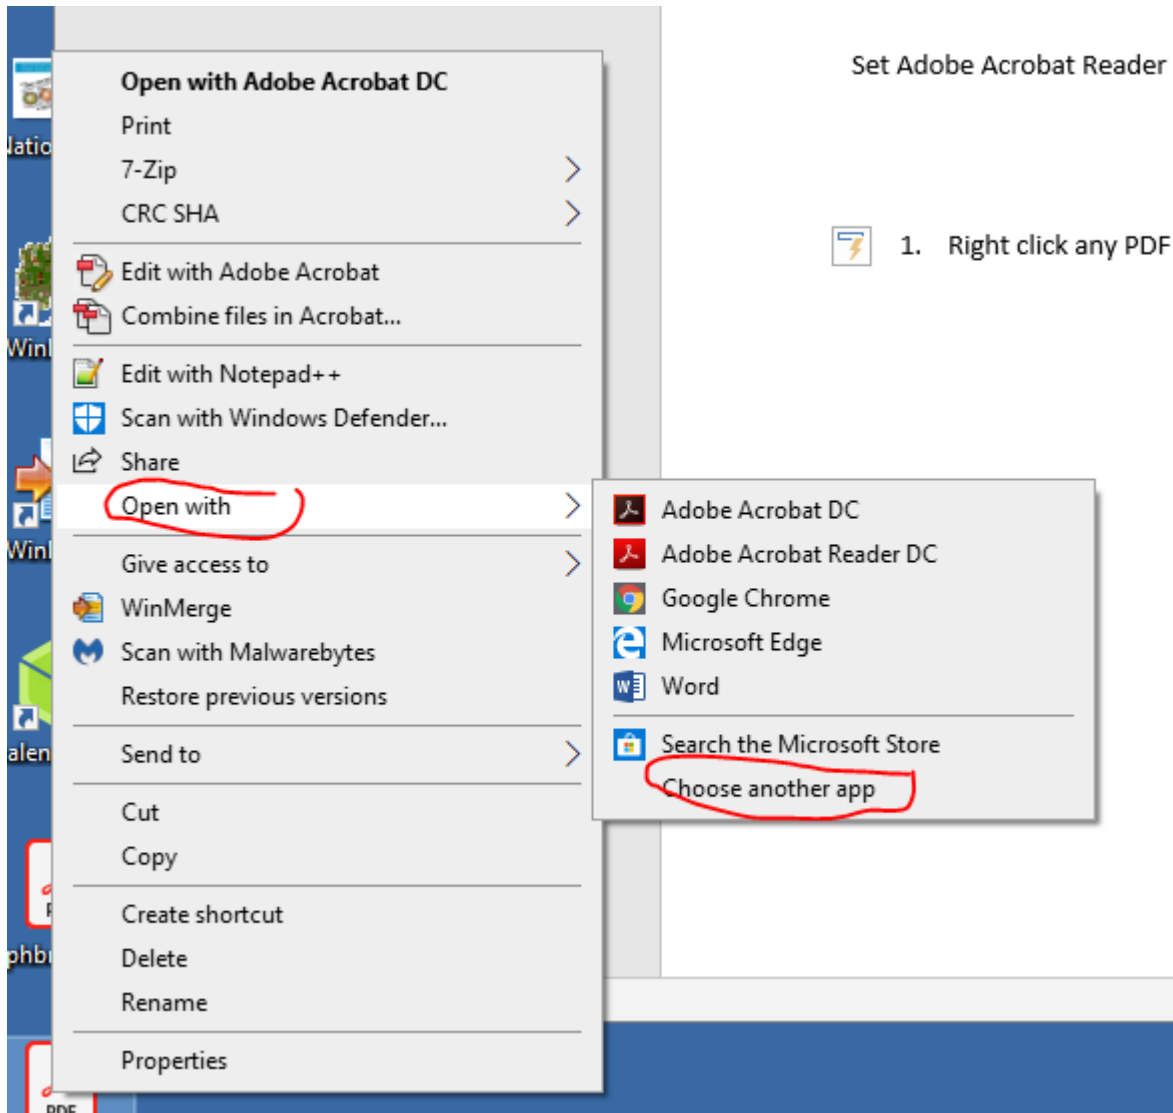 Open with Adobe Acrobat DC
Print
7-Zip
CRC SHA
Edit with Adobe Acrobat
Combine files in Acrobat...
Edit with Notepad++
Scan with Windows Defender...
Share
Open with
Give access to
WinMerge
Scan with Malwarebytes
Restore previous versions
Send to
Cut
Copy
Create shortcut
Delete
Rename
Properties
Adobe Acrobat DC
Adobe Acrobat Reader DC
Google Chrome
Microsoft Edge
Word
Search the Microsoft Store
Choose another app
Set Adobe Acrobat Reader
1. Right click any PDF
PDF